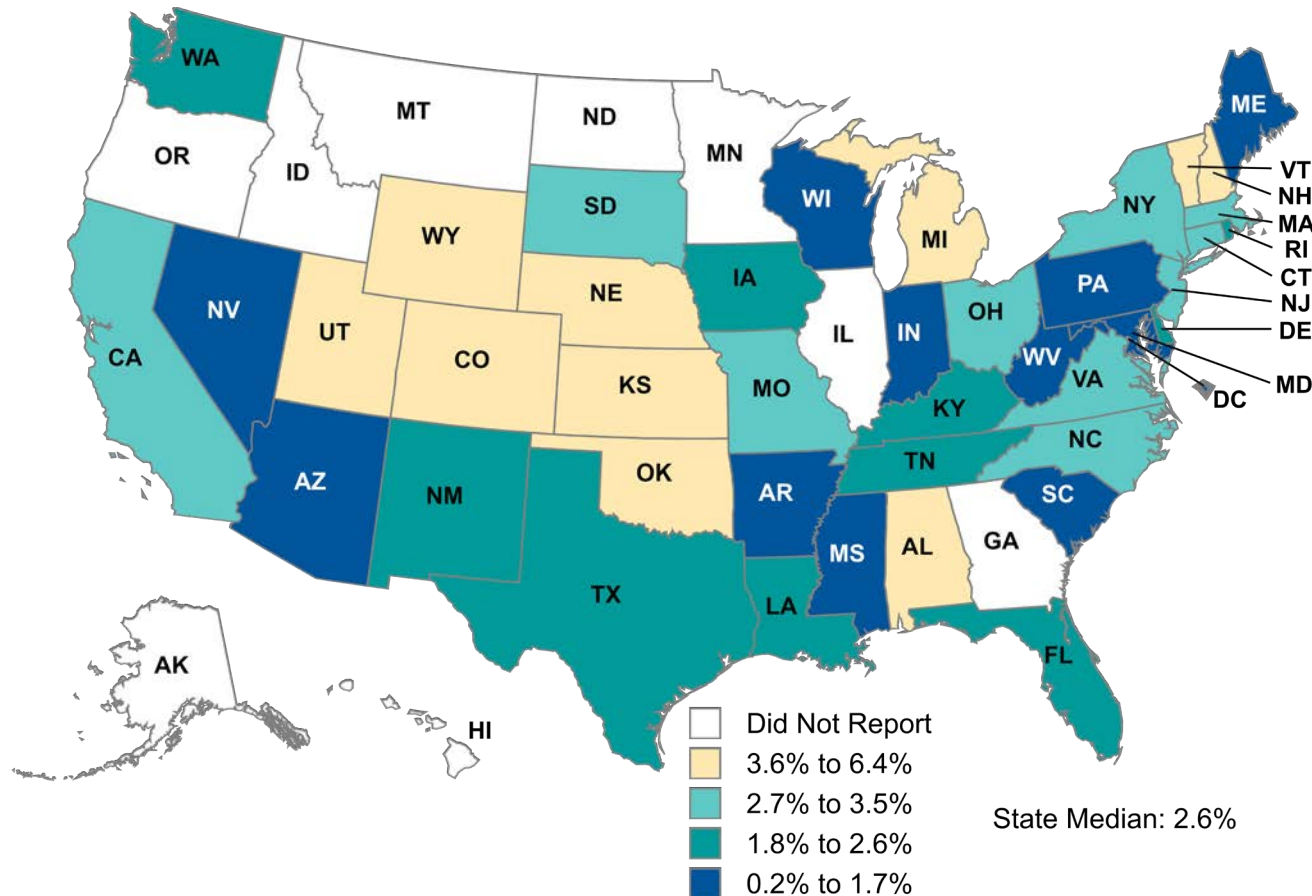 WA
ME
MT
ND
OR
MN
ID
VT
NH
SD
WI
NY
MA
WY
MI
RI
CT
IA
NE
PA
NJ
NV
OH
DE
UT
IL
IN
CA
CO
WV
MD
KS
MO
VA
DC
KY
NC
TN
OK
AZ
AR
NM
SC
GA
AL
MS
TX
LA
FL
AK
HI
Did Not Report
3.6% to 6.4%
2.7% to 3.5%
State Median: 2.6%
1.8% to 2.6%
0.2% to 1.7%